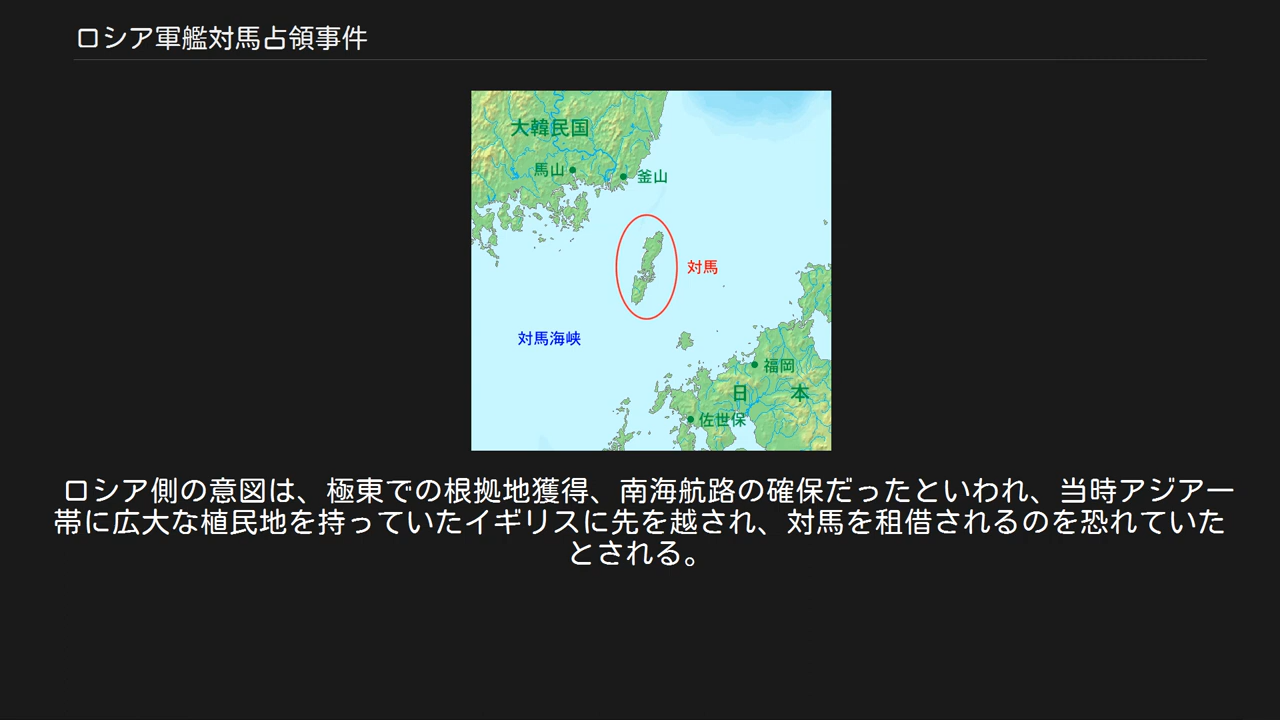 ロシア軍艦対馬占領事件
大韓民国
馬山
釜山
対馬
対馬海峡
福岡
日 本
佐世保
ロシア側の意図は、極東での根拠地獲得、南海航路の確保だったといわれ、当時アジア一
帯に広大な植民地を持っていたイギリスに先を越され、対馬を租借されるのを恐れていた
とされる。